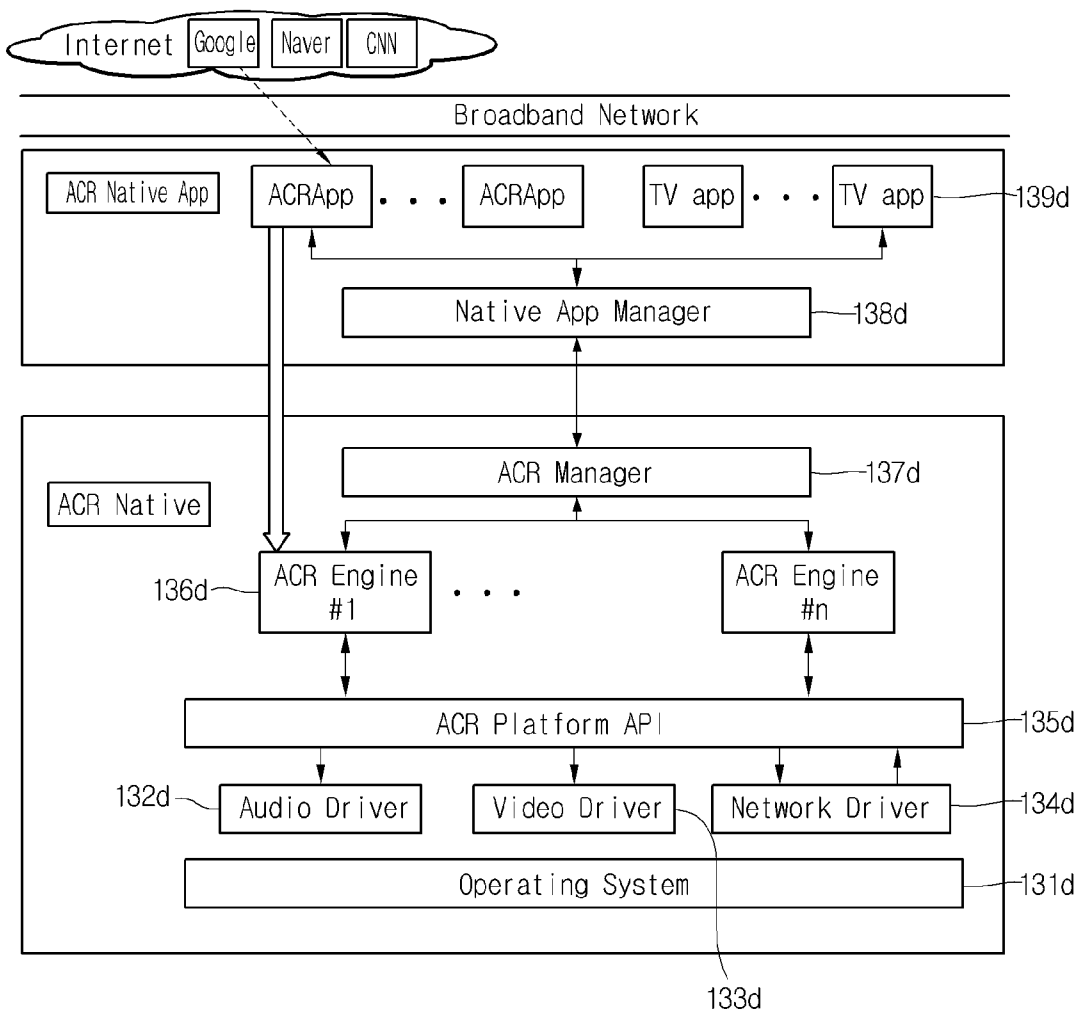 Internet Google Naver CNN
Broadband Network
ACR Native App
ACRApp
ACRApp
TV app
TV app
139d
Native App Manager
138d
ACR Manager
137d
ACR Native
136d
ACR Engine
#1
ACR Engine
#n
ACR Platform API
135d
132d
Audio Driver
Video Driver
Network Driver
134d
Operating System
131d
133d